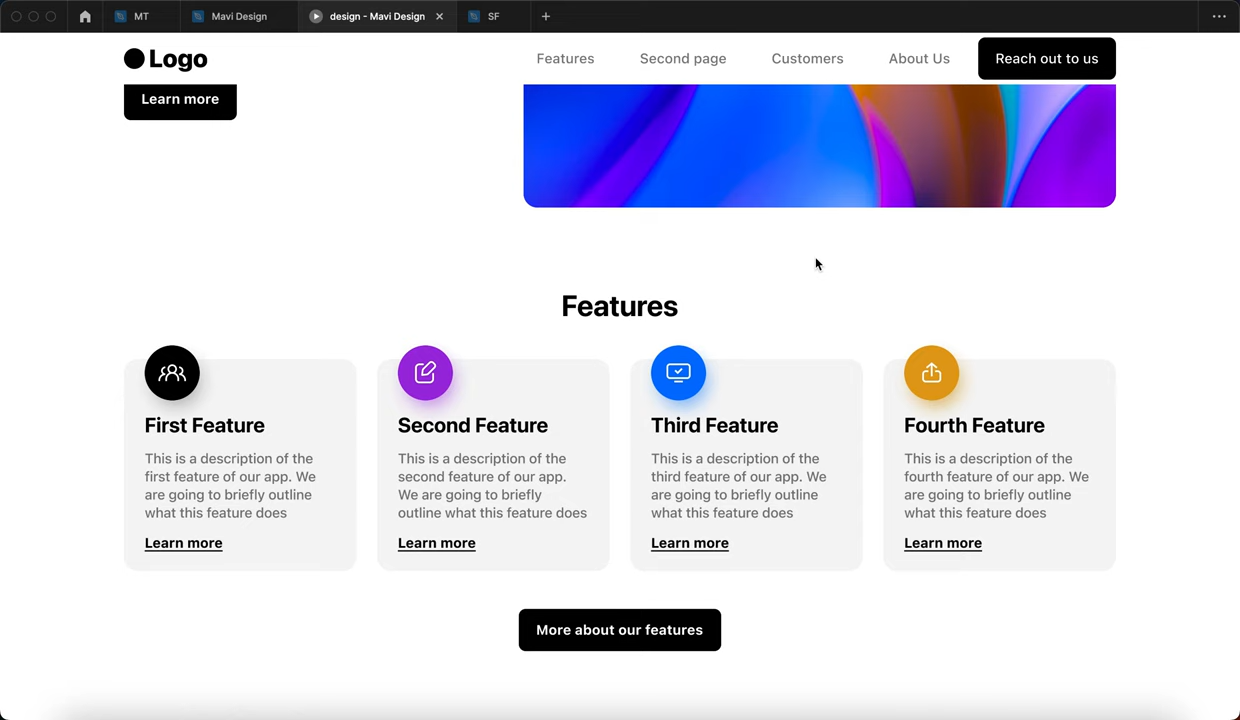 MT
Mavi Design
design - Mavi Design
SF
Logo
Features
Second page
Customers
About Us
Reach out to us
Learn more
Features
First Feature
This is a description of the
first feature of our app. We
are going to briefly outline
what this feature does
Learn more
Second Feature
This is a description of the
second feature of our app.
We are going to briefly
outline what this feature does
Learn more
Third Feature
This is a description of the
third feature of our app. We
are going to briefly outline
what this feature does
Learn more
Fourth Feature
This is a description of the
fourth feature of our app. We
are going to briefly outline
what this feature does
Learn more
More about our features